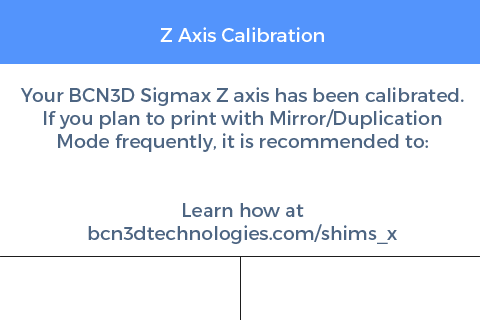 Z Axis Calibration
Your BCN3D Sigmax Z axis has been calibrated.
If you plan to print with Mirror/Duplication
Mode frequently, it is recommended to:
Learn how at
bcn3dtechnologies.com/shims_x